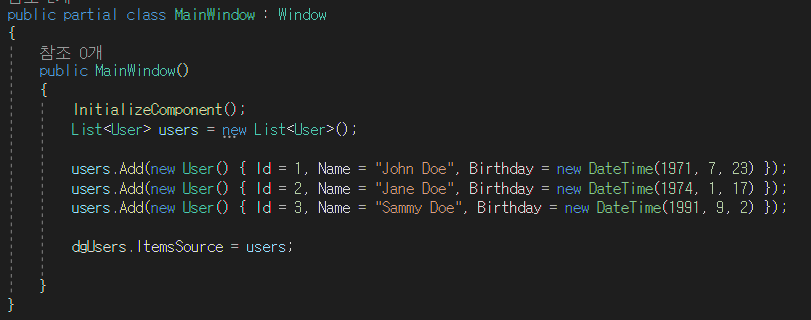 public partial class MainWindow : Window
{
참조 0개
public MainWindow()
{
InitializeComponent();
List<User> users = new List<User>();
users.Add(new User() { Id = 1, Name = "John Doe", Birthday = new DateTime(1971, 7, 23) });
users.Add(new User() { Id = 2, Name = "Jane Doe", Birthday = new DateTime(1974, 1, 17) });
users.Add(new User() { Id = 3, Name = "Sammy Doe", Birthday = new DateTime(1991, 9, 2) });
dgUsers.ItemsSource = users;
}
}